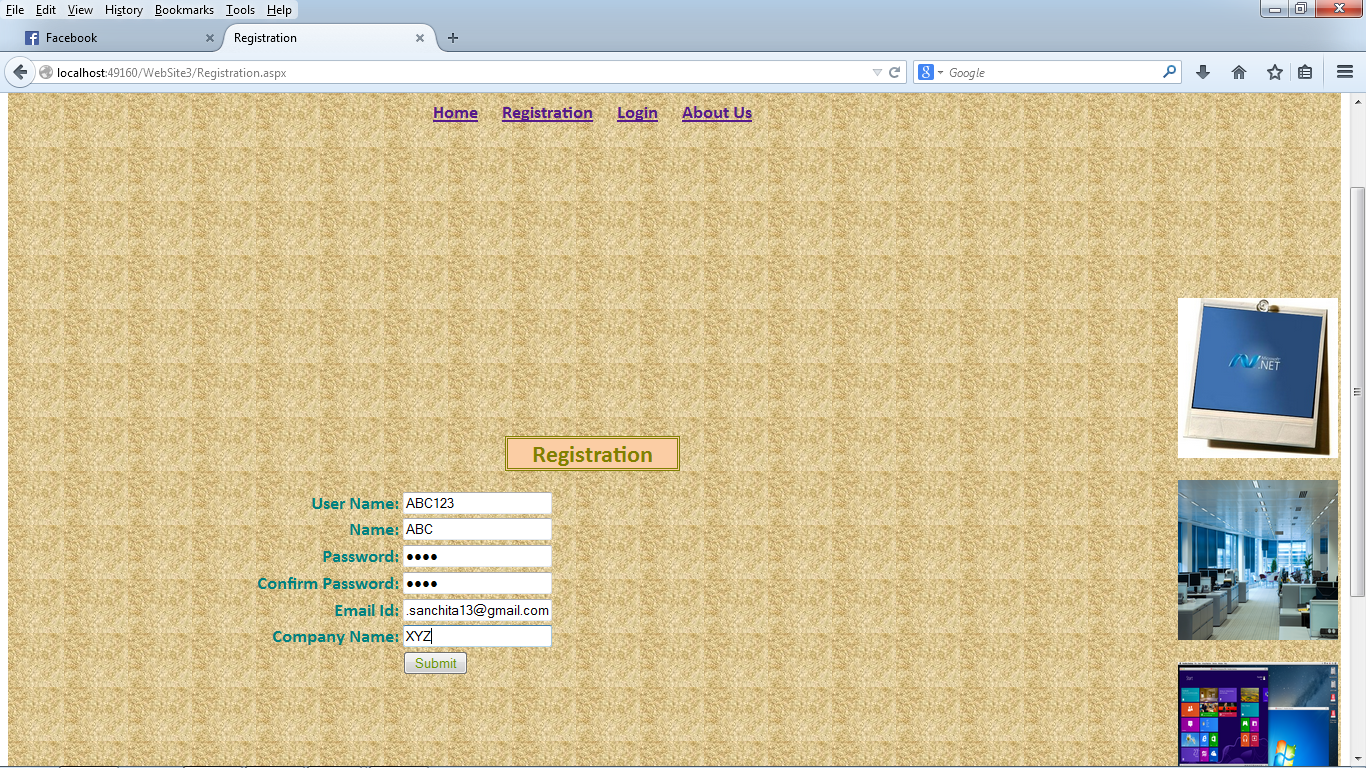 File Edit View History Bookmarks Tools Help
Facebook
Registration
localhost:49160/WebSite3/Registration.aspx
Google
Home Registration Login About Us
.NET
Registration
User Name: ABC123
Name: ABC
Password: ●●●●
Confirm Password: ●●●●
Email Id: .sanchita13@gmail.com
Company Name: XYZ
Submit